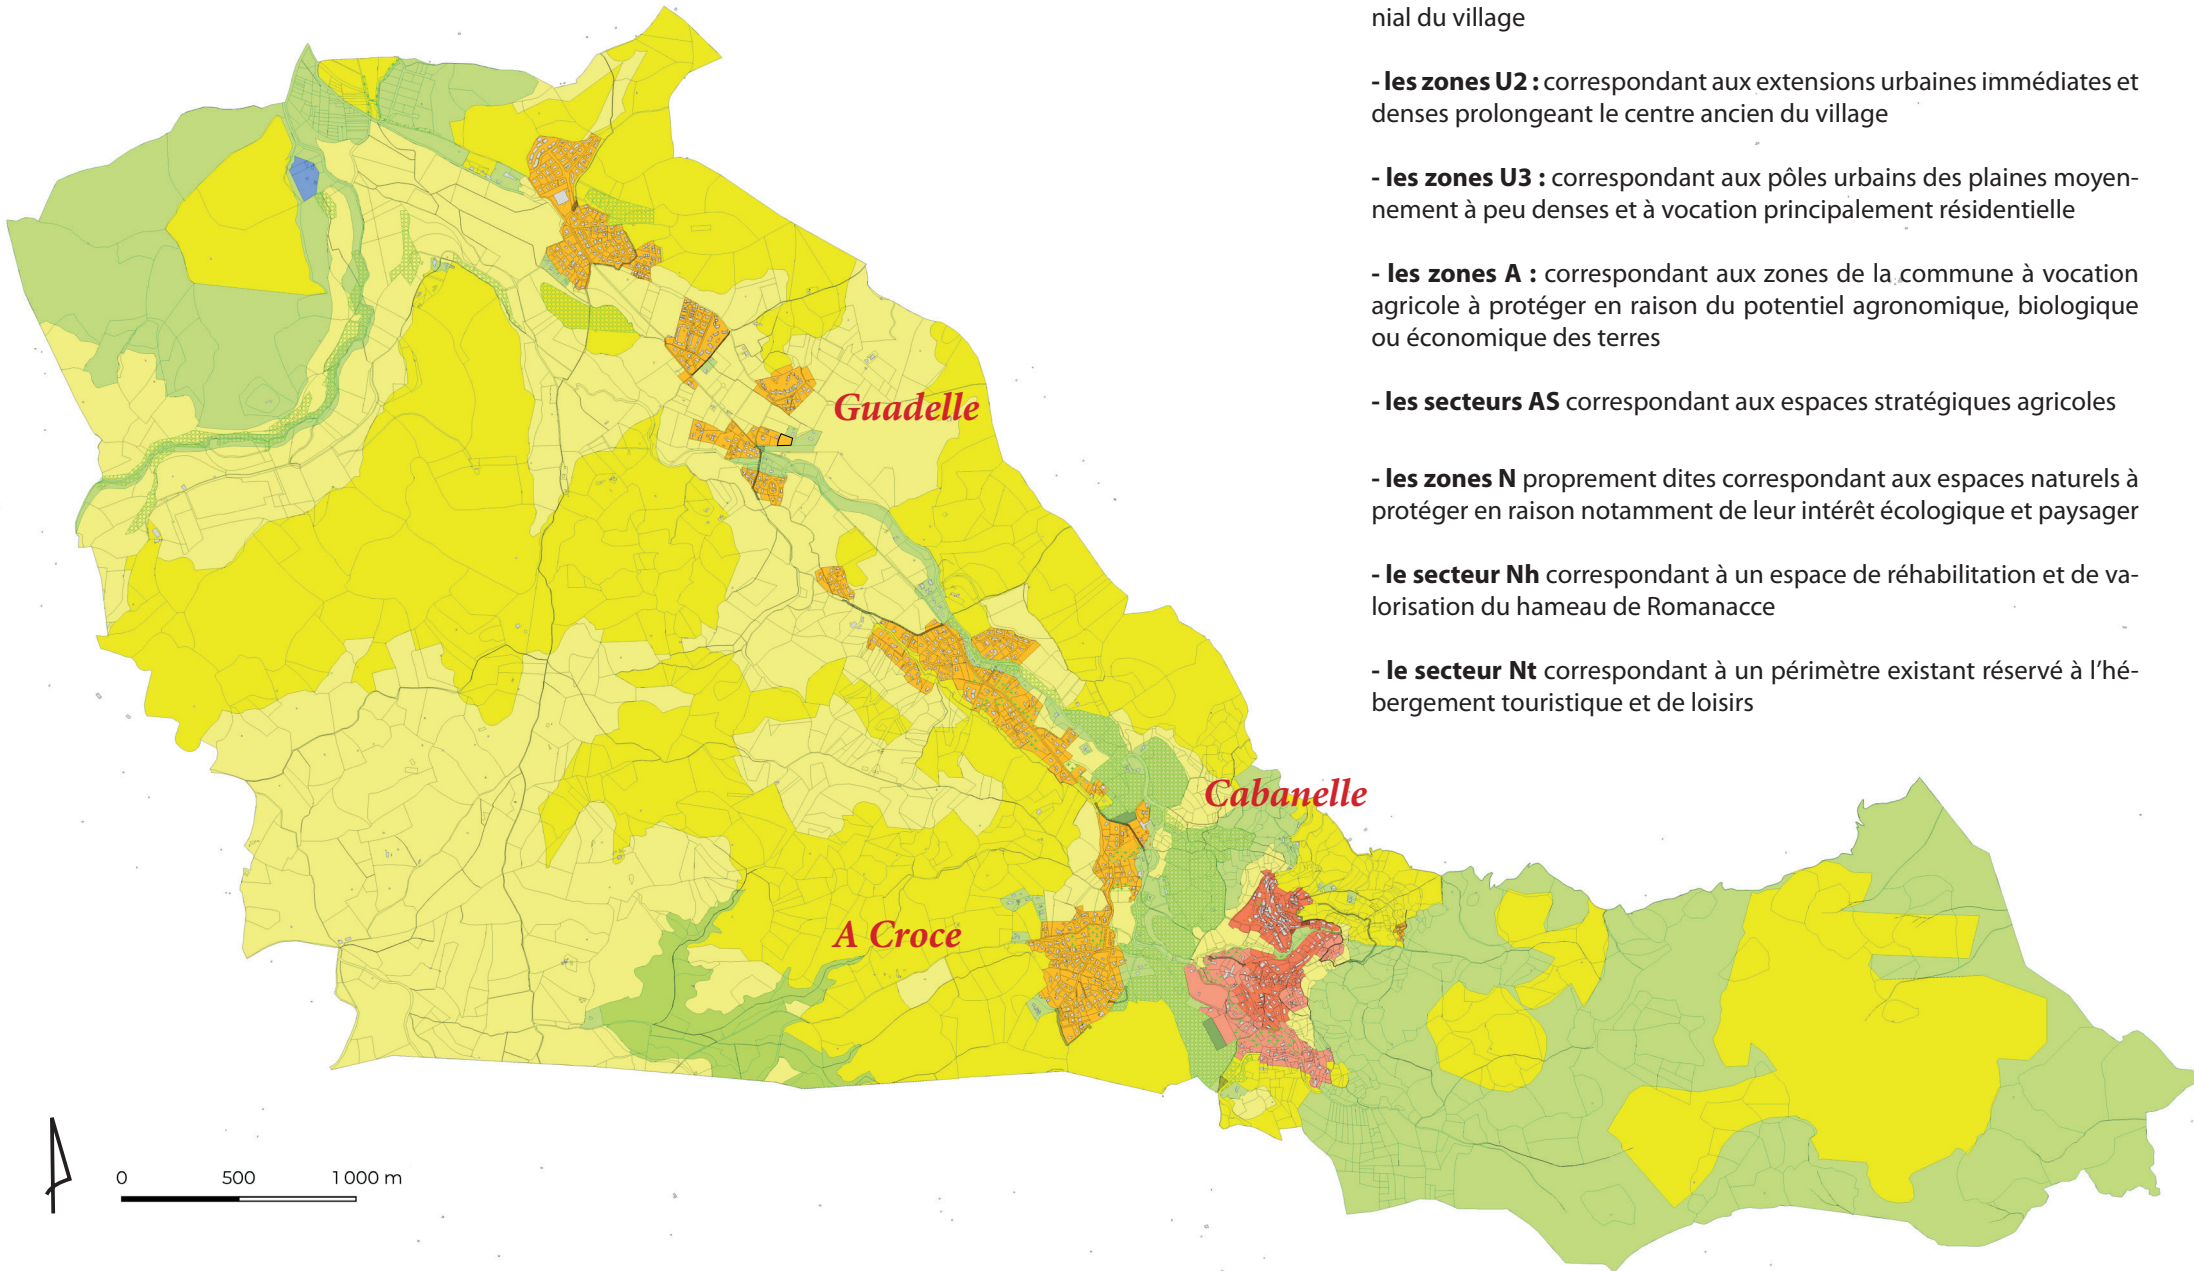 nial du village
- les zones U2 : correspondant aux extensions urbaines immédiates et
denses prolongeant le centre ancien du village
- les zones U3 : correspondant aux pôles urbains des plaines moyen-
nement à peu denses et à vocation principalement résidentielle
- les zones A : correspondant aux zones de la commune à vocation
agricole à protéger en raison du potentiel agronomique, biologique
ou économique des terres
- les secteurs AS correspondant aux espaces stratégiques agricoles
- les zones N proprement dites correspondant aux espaces naturels à
protéger en raison notamment de leur intérêt écologique et paysager
- le secteur Nh correspondant à un espace de réhabilitation et de va-
lorisation du hameau de Romanacce
- le secteur Nt correspondant à un périmètre existant réservé à l'hé-
bergement touristique et de loisirs
Guadelle
Cabanelle
A Croce
0 500 1 000 m